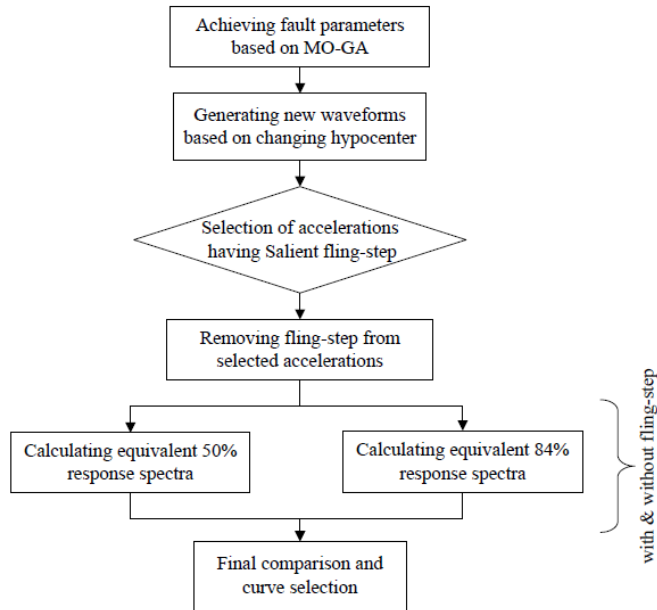 Achieving fault parameters
based on MO-GA
Generating new waveforms
based on changing hypocenter
Selection of accelerations
having Salient fling-step
Removing fling-step from
selected accelerations
Calculating equivalent 50%
response spectra
Calculating equivalent 84%
response spectra
with & without fling-step
Final comparison and
curve selection